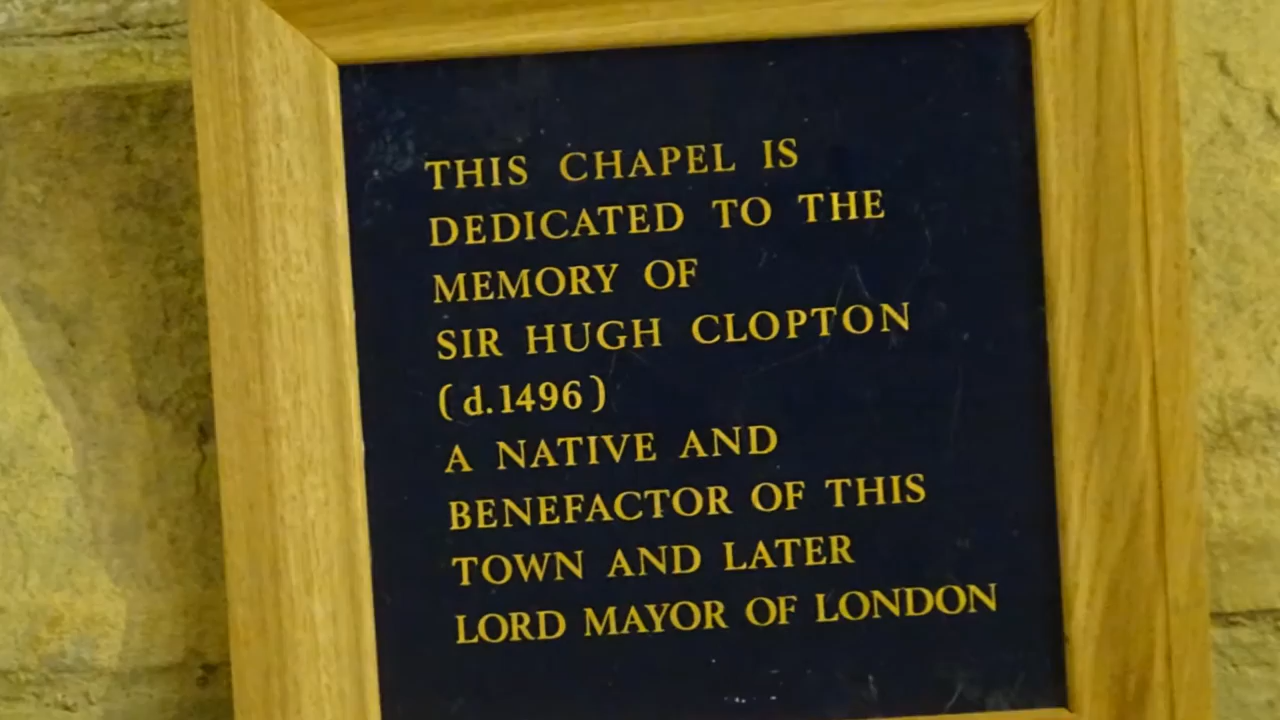 THIS CHAPEL IS
DEDICATED TO THE
MEMORY OF
SIR HUGH CLOPTON
(d.1496)
A NATIVE AND
BENEFACTOR OF THIS
TOWN AND LATER
LORD MAYOR OF LONDON